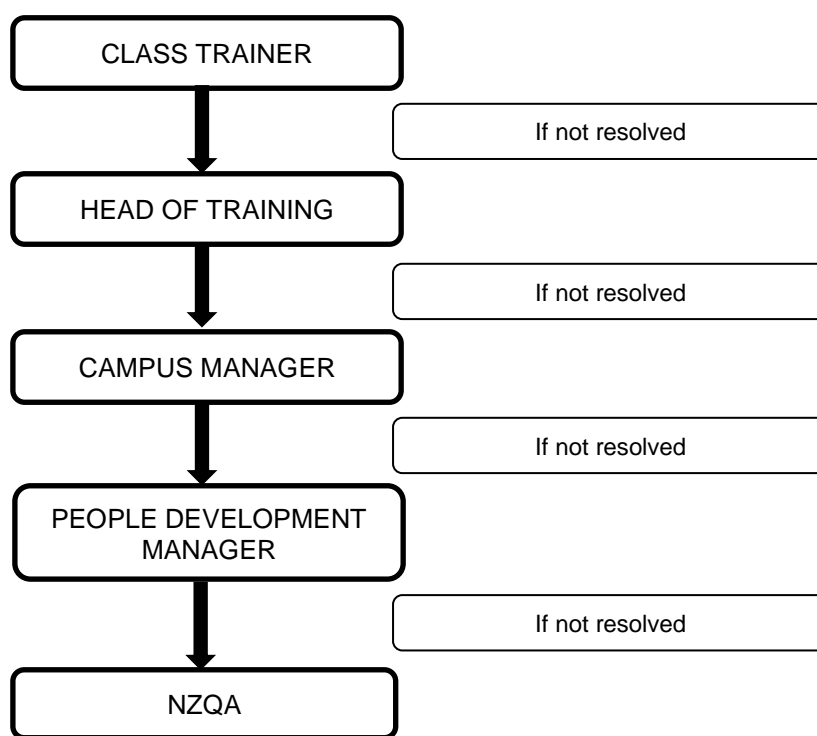 CLASS TRAINER
If not resolved
HEAD OF TRAINING
If not resolved
CAMPUS MANAGER
If not resolved
PEOPLE DEVELOPMENT
MANAGER
If not resolved
NZQA